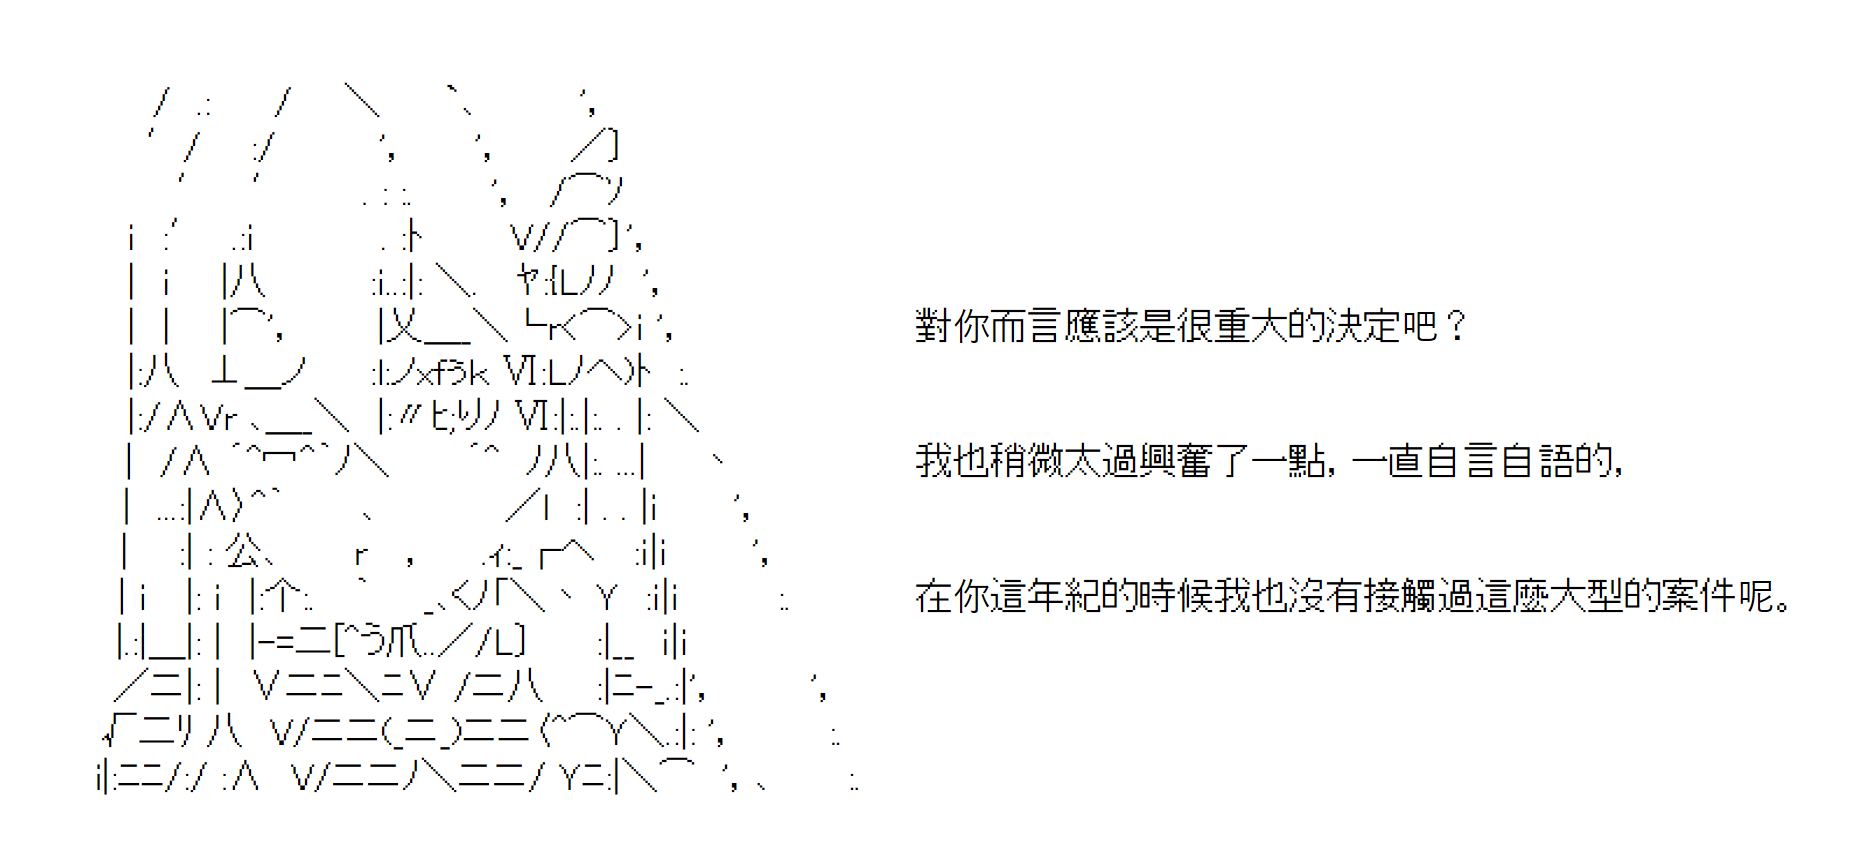 對你而言應該是很重大的決定吧？
我也稍微太過興奮了一點，一直自言自語的，
在你這年紀的時候我也沒有接觸過這麼大型的案件呢。